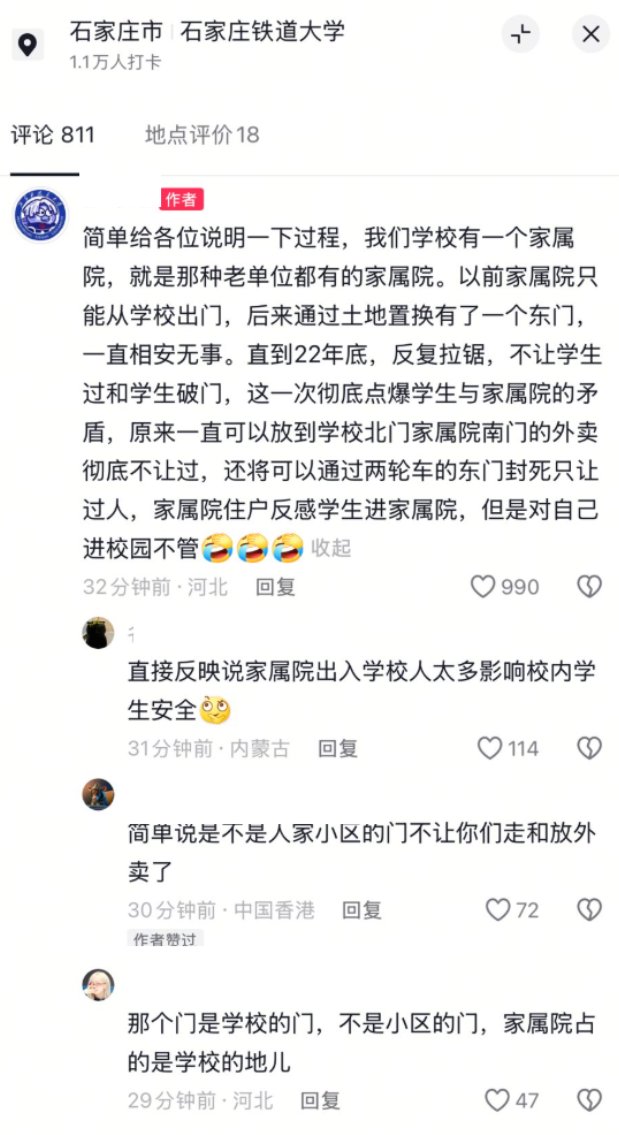 石家庄市 石家庄铁道大学
1.1万人打卡
评论 811 地点评价 18
作者
简单给各位说明一下过程，我们学校有一个家属
院，就是那种老单位都有的家属院。以前家属院只
能从学校出门，后来通过土地置换有了一个东门，
一直相安无事。直到22年底，反复拉锯，不让学生
过和学生破门，这一次彻底点爆学生与家属院的矛
盾，原来一直可以放到学校北门家属院南门的外卖
彻底不让过，还将可以通过两轮车的东门封死只让
过人，家属院住户反感学生进家属院，但是对自己
进校园不管😂😂😂 收起
32分钟前 · 河北 回复 990
直接反映说家属院出入学校人太多影响校内学
生安全🤔
31分钟前 · 内蒙古 回复 114
简单说是不是人家小区的门不让你们走和放外
卖了
30分钟前 · 中国香港 回复 72
作者赞过
那个门是学校的门，不是小区的门，家属院占
的是学校的地儿
29分钟前 · 河北 回复 47